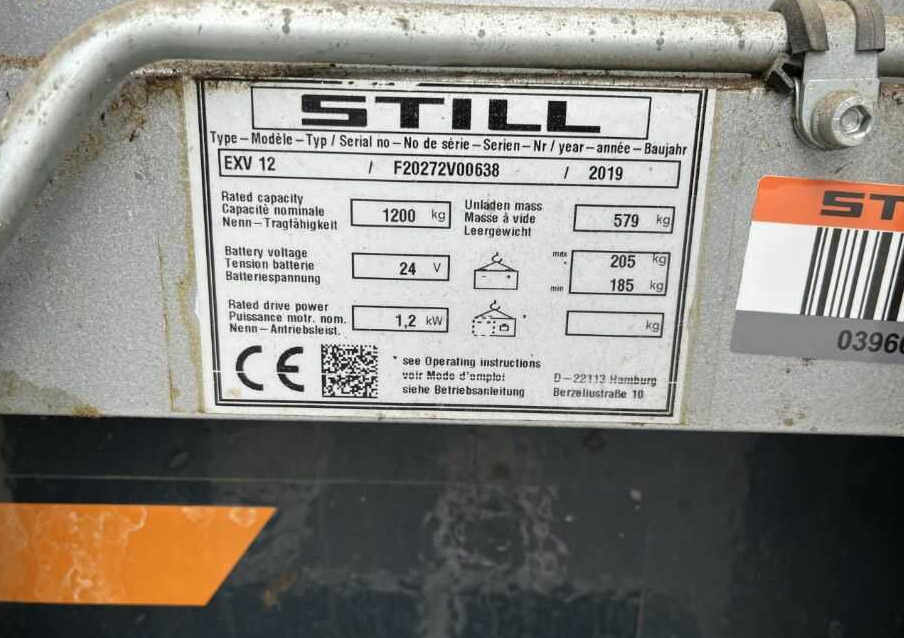 STILL
Type – Modèle – Typ / Serial no – No de série – Serien – Nr / year – année – Baujahr
EXV 12 / F20272V00638 / 2019
Rated capacity
Capacité nominale
Nenn – Tragfähigkeit
1200 kg
Unladen mass
Masse à vide
Leergewicht
579 kg
Battery voltage
Tension batterie
Batteriespannung
24 V
max 205 kg
min 185 kg
Rated drive power
Puissance motr. nom.
Nenn – Antriebsleist.
1,2 kW
*
kg
CE
* see Operating instructions
voir Mode d'emploi
siehe Betriebsanleitung
D – 22113 Hamburg
Berzeliustraße 10
ST
0396